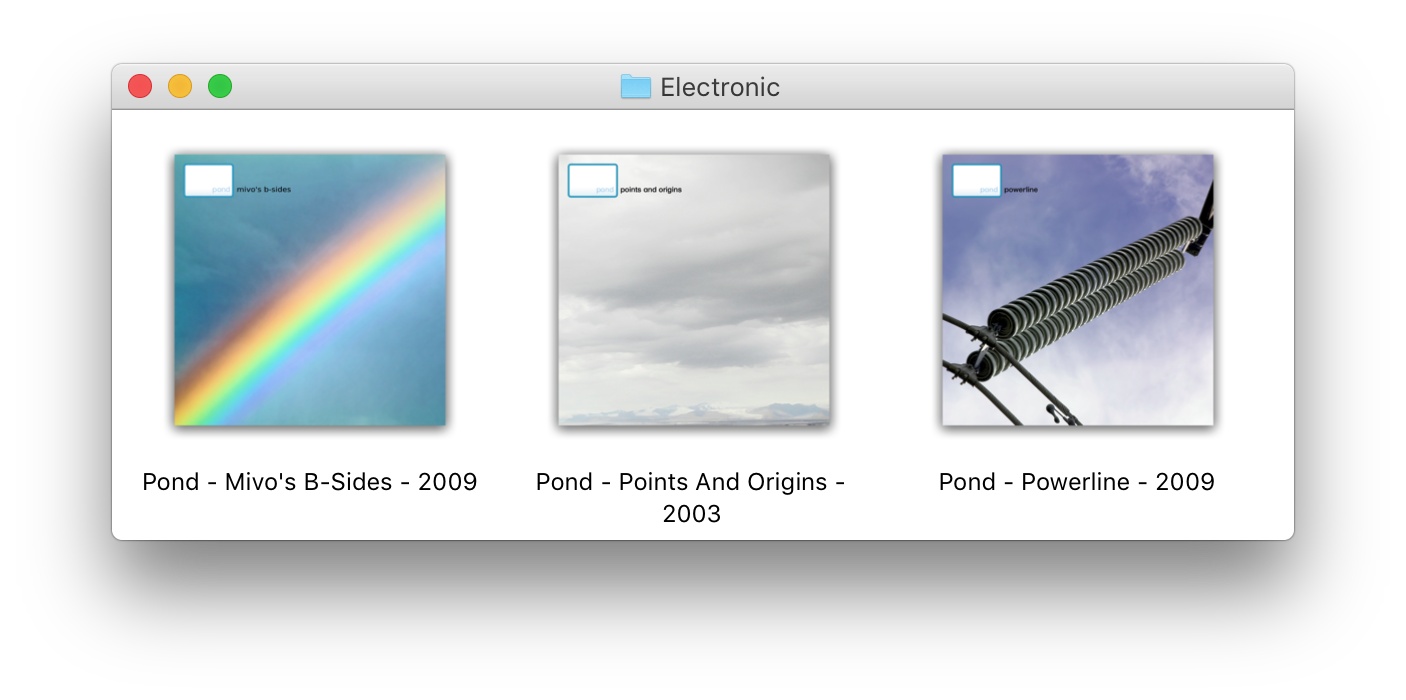 Electronic
pond mivo's b-sides
pond points and origins
pond powerline
Pond - Mivo's B-Sides - 2009
Pond - Points And Origins -
2003
Pond - Powerline - 2009